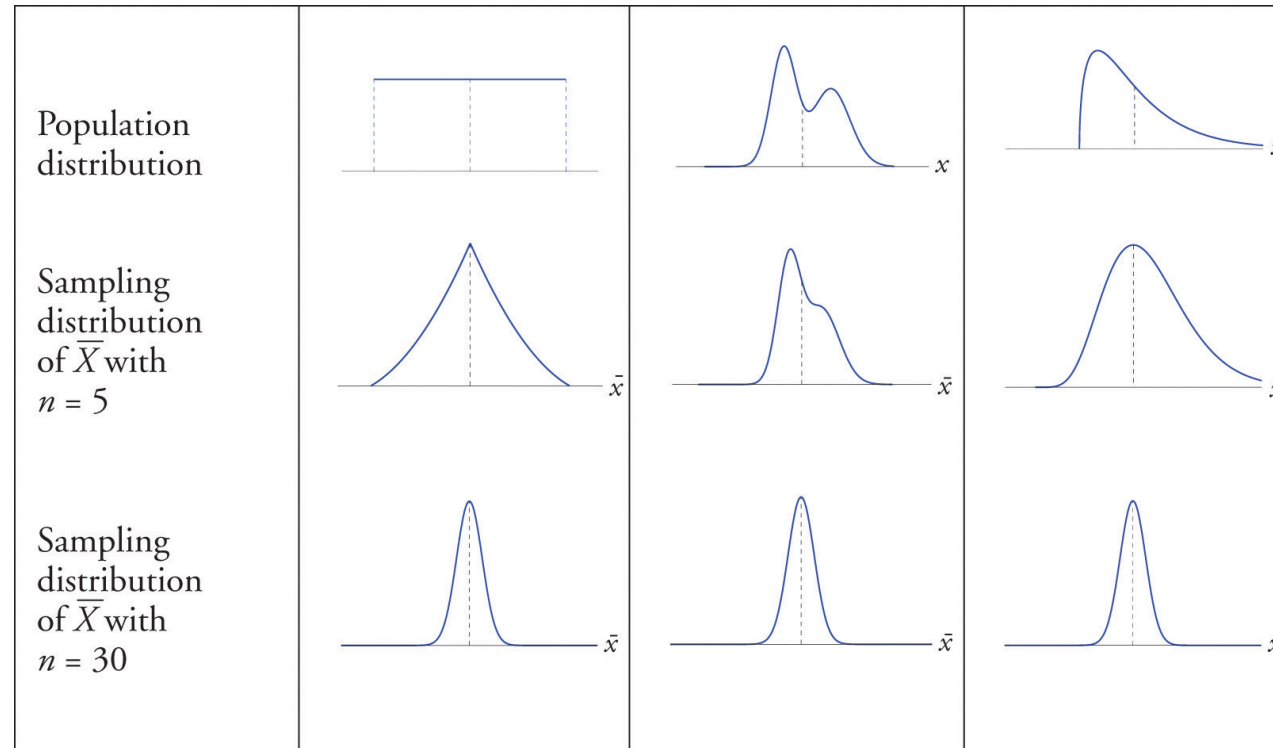 Population
distribution
x
Sampling
distribution
of X̅ with
n = 5
x̄
x̄
Sampling
distribution
of X̅ with
n = 30
x̄
x̄